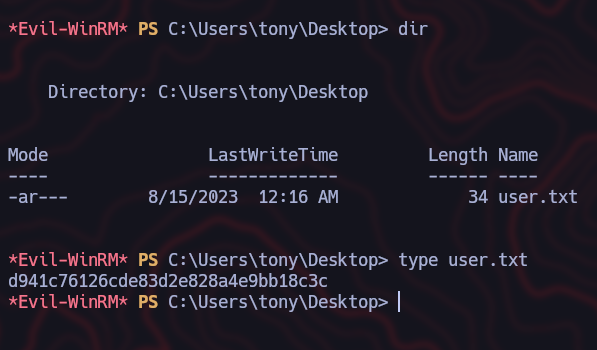 *Evil-WinRM* PS C:\Users\tony\Desktop> dir
Directory: C:\Users\tony\Desktop
Mode                LastWriteTime         Length Name
----                -------------         ------ ----
-ar---        8/15/2023  12:16 AM             34 user.txt
*Evil-WinRM* PS C:\Users\tony\Desktop> type user.txt
d941c76126cde83d2e828a4e9bb18c3c
*Evil-WinRM* PS C:\Users\tony\Desktop>